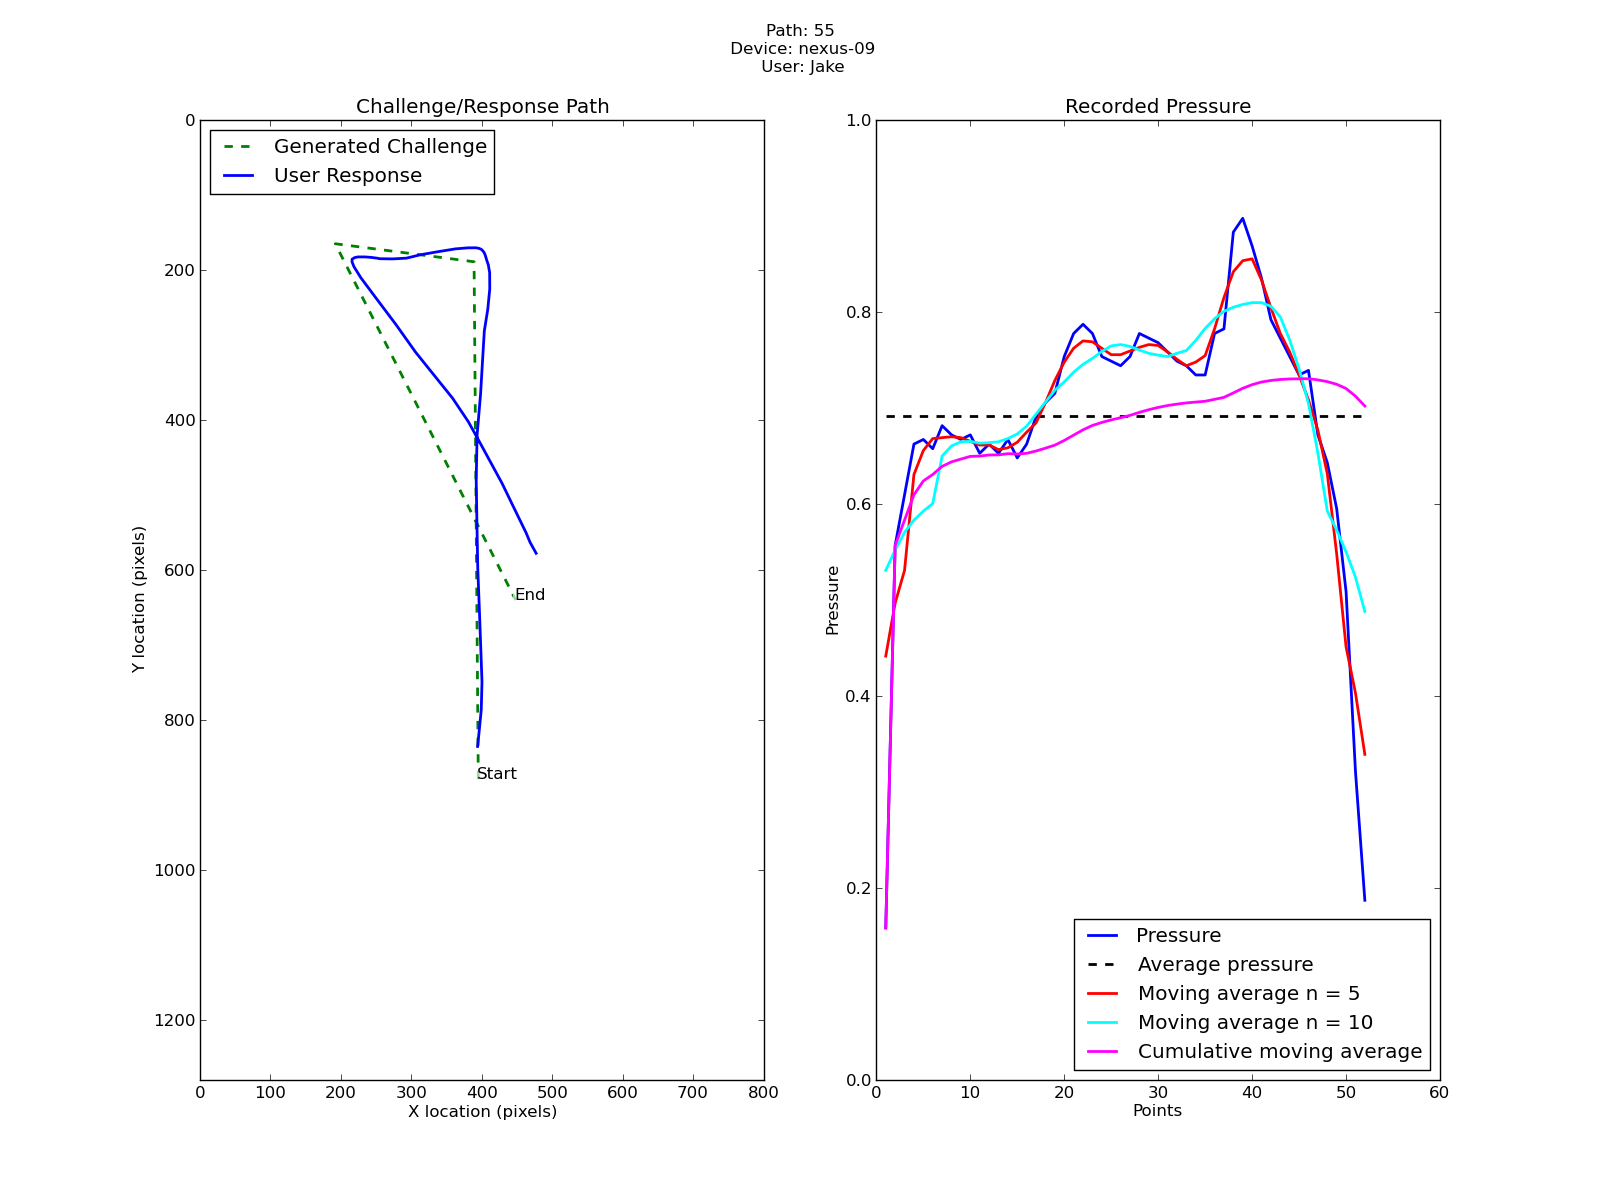 Path: 55
Device: nexus-09
User: Jake
Challenge/Response Path
Generated Challenge
User Response
0
200
400
600
800
1000
1200
Y location (pixels)
End
Start
0 100 200 300 400 500 600 700 800
X location (pixels)
Recorded Pressure
1.0
0.8
0.6
0.4
0.2
0.0
Pressure
Pressure
Average pressure
Moving average n = 5
Moving average n = 10
Cumulative moving average
0 10 20 30 40 50 60
Points